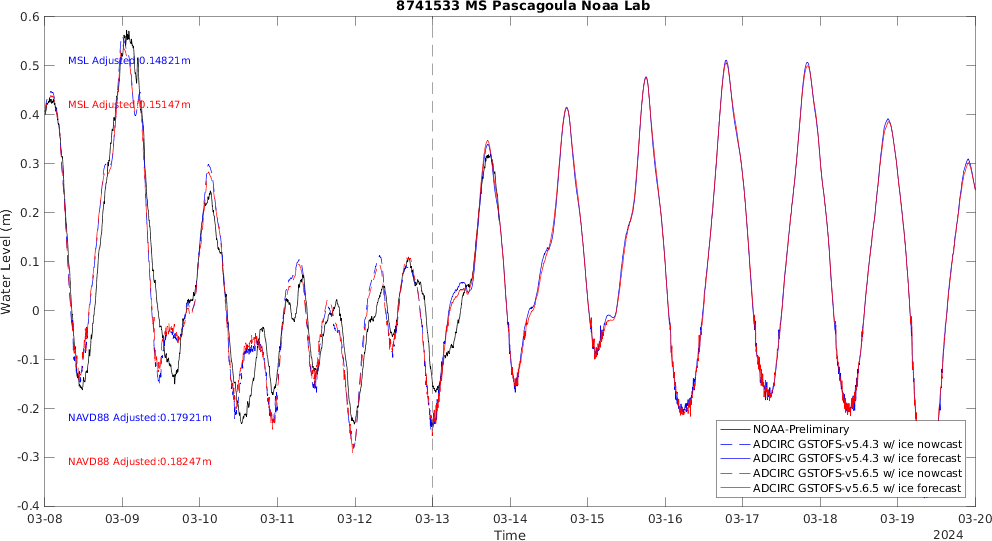 8741533 MS Pascagoula Noaa Lab
0.6
0.5
0.4
0.3
0.2
0.1
0
-0.1
-0.2
-0.3
-0.4
Water Level (m)
MSL Adjusted:0.14821m
MSL Adjusted:0.15147m
NAVD88 Adjusted:0.17921m
NAVD88 Adjusted:0.18247m
NOAA-Preliminary
ADCIRC GSTOFS-v5.4.3 w/ ice nowcast
ADCIRC GSTOFS-v5.4.3 w/ ice forecast
ADCIRC GSTOFS-v5.6.5 w/ ice nowcast
ADCIRC GSTOFS-v5.6.5 w/ ice forecast
03-08 03-09 03-10 03-11 03-12 03-13 03-14 03-15 03-16 03-17 03-18 03-19 03-20
Time
2024